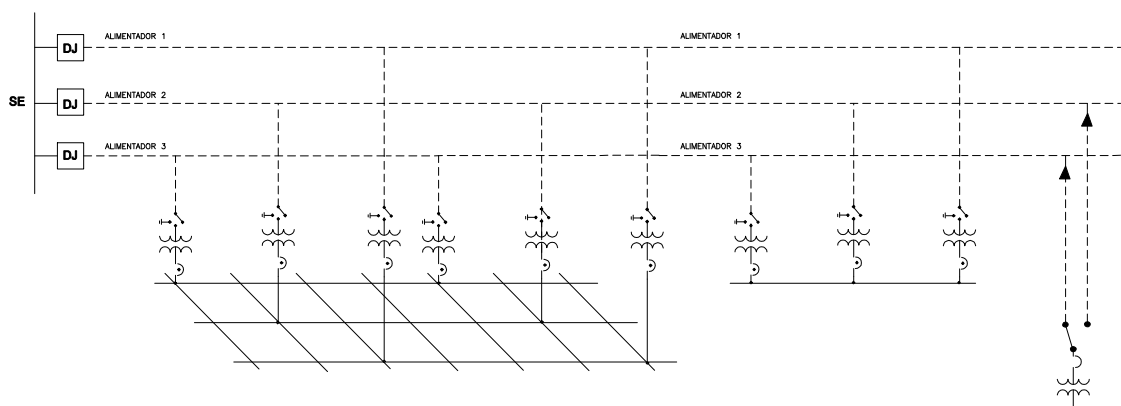 ALIMENTADOR 1
ALIMENTADOR 1
DJ
ALIMENTADOR 2
ALIMENTADOR 2
SE
DJ
ALIMENTADOR 3
ALIMENTADOR 3
DJ